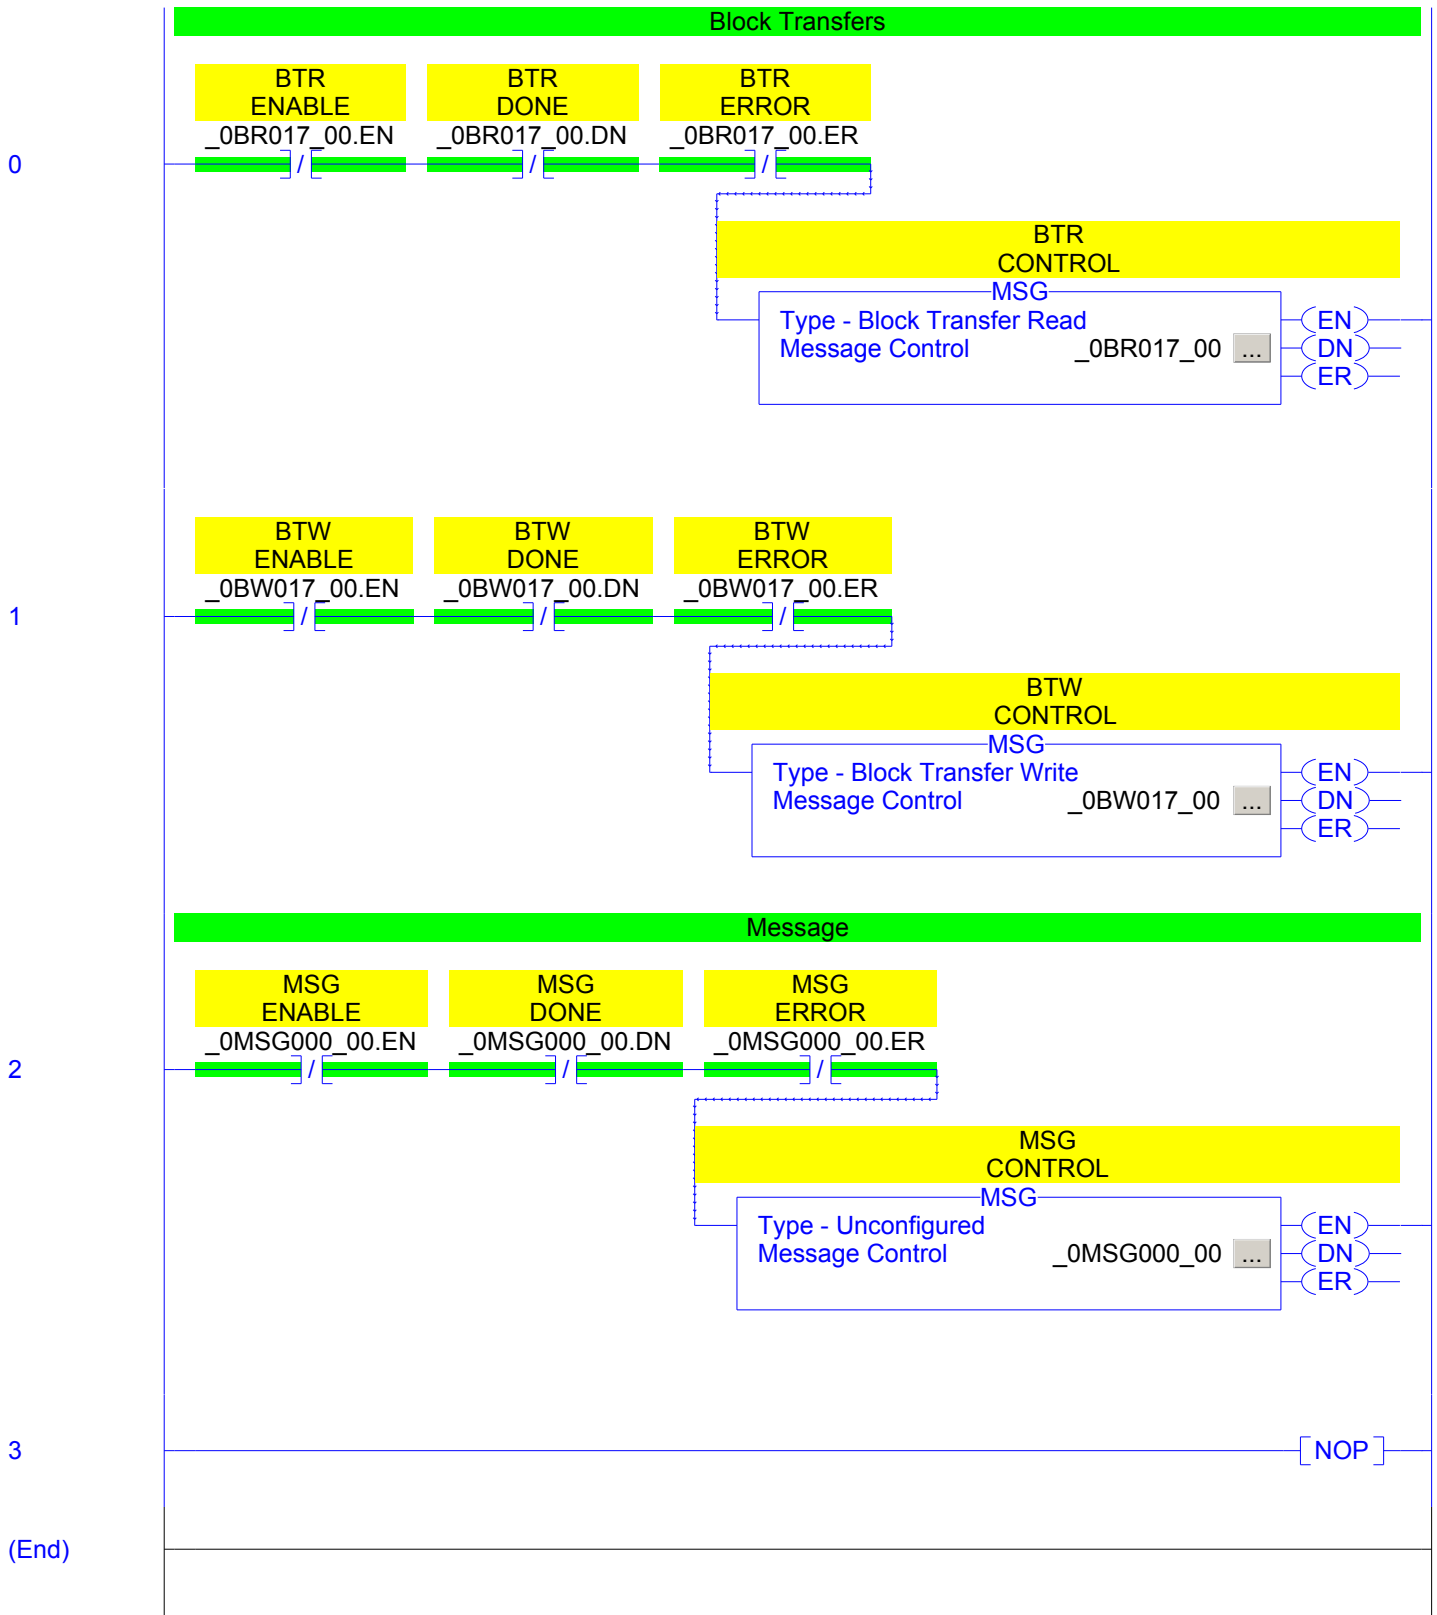 Block Transfers
BTR BTR BTR
ENABLE DONE ERROR
_0BR017_00.EN _0BR017_00.DN _0BR017_00.ER
0 / / /
BTR
CONTROL
MSG
Type - Block Transfer Read EN
Message Control _0BR017_00 ... DN
ER
BTW BTW BTW
ENABLE DONE ERROR
_0BW017_00.EN _0BW017_00.DN _0BW017_00.ER
1 / / /
BTW
CONTROL
MSG
Type - Block Transfer Write EN
Message Control _0BW017_00 ... DN
ER
Message
MSG MSG MSG
ENABLE DONE ERROR
_0MSG000_00.EN _0MSG000_00.DN _0MSG000_00.ER
2 / / /
MSG
CONTROL
MSG
Type - Unconfigured EN
Message Control _0MSG000_00 ... DN
ER
3 NOP
(End)